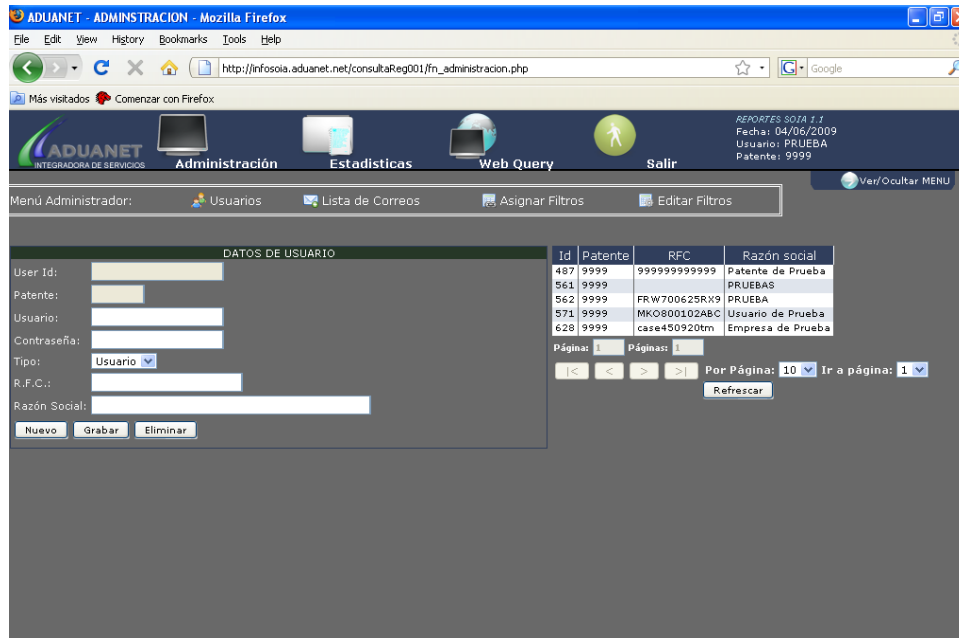 ADUANET - ADMINSTRACION - Mozilla Firefox
File Edit View History Bookmarks Tools Help
http://infosoia.aduanet.net/consultaReg001/fn_administracion.php
G Google
Más visitados Comenzar con Firefox
ADUANET
INTEGRADORA DE SERVICIOS
Administración Estadisticas Web Query Salir
REPORTES SOIA 1.1
Fecha: 04/06/2009
Usuario: PRUEBA
Patente: 9999
Ver/Ocultar MENU
Menú Administrador: Usuarios Lista de Correos Asignar Filtros Editar Filtros
DATOS DE USUARIO
User Id:
Patente:
Usuario:
Contraseña:
Tipo: Usuario
R.F.C.:
Razón Social:
Nuevo Grabar Eliminar
Id Patente RFC Razón social
487 9999 999999999999 Patente de Prueba
561 9999 PRUEBAS
562 9999 FRW700625RX9 PRUEBA
571 9999 MKO800102ABC Usuario de Prueba
628 9999 case450920tm Empresa de Prueba
Página: 1 Páginas: 1
|< < > >| Por Página: 10 Ir a página: 1
Refrescar